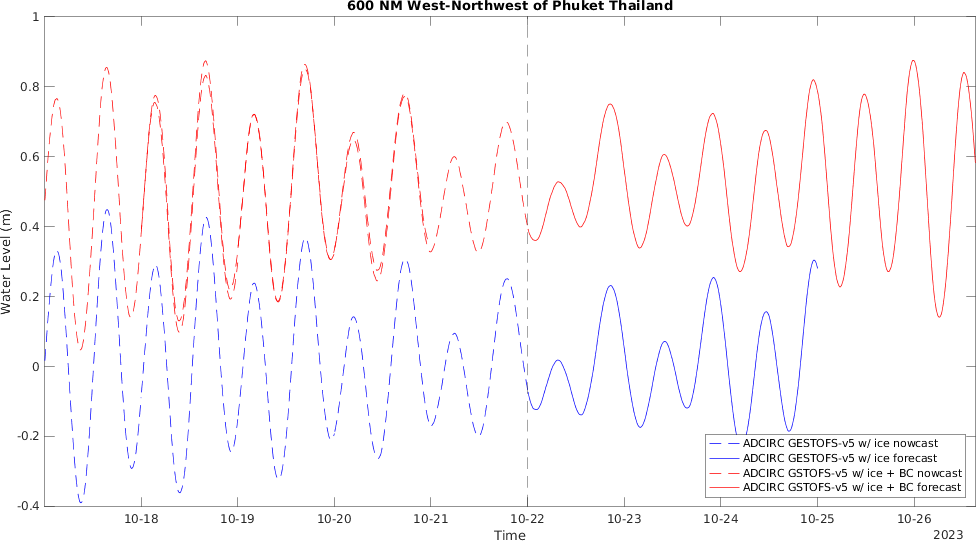 600 NM West-Northwest of Phuket Thailand
1
0.8
0.6
0.4
0.2
0
-0.2
-0.4
Water Level (m)
10-18
10-19
10-20
10-21
10-22
10-23
10-24
10-25
10-26
Time
2023
ADCIRC GESTOFS-v5 w/ ice nowcast
ADCIRC GESTOFS-v5 w/ ice forecast
ADCIRC GSTOFS-v5 w/ ice + BC nowcast
ADCIRC GSTOFS-v5 w/ ice + BC forecast